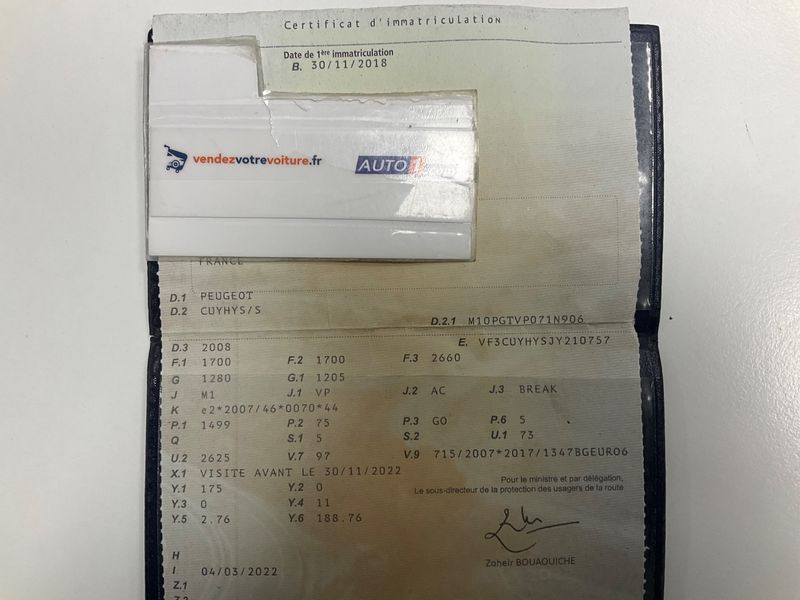 Certificat d'immatriculation
Date de 1ère immatriculation
B. 30/11/2018
vendezvotrevoiture.fr
AUTO1.com
FRANCE
D.1 PEUGEOT
D.2 CUYHYS/S
D.2.1 M10PGTVP071N906
D.3 2008
E. VF3CUYHYSJY210757
F.1 1700 F.2 1700 F.3 2660
G 1280 G.1 1205
J M1 J.1 VP J.2 AC J.3 BREAK
K e2*2007/46*0070*44
P.1 1499 P.2 75 P.3 GO P.6 5
Q S.1 5 S.2 U.1 73
U.2 2625 V.7 97 V.9 715/2007*2017/1347BGEURO6
X.1 VISITE AVANT LE 30/11/2022
Pour le ministre et par délégation,
Le sous-directeur de la protection des usagers de la route
Y.1 175 Y.2 0
Y.3 0 Y.4 11
Y.5 2.76 Y.6 188.76
Zoheir BOUAOUICHE
H
I 04/03/2022
Z.1
Z.2